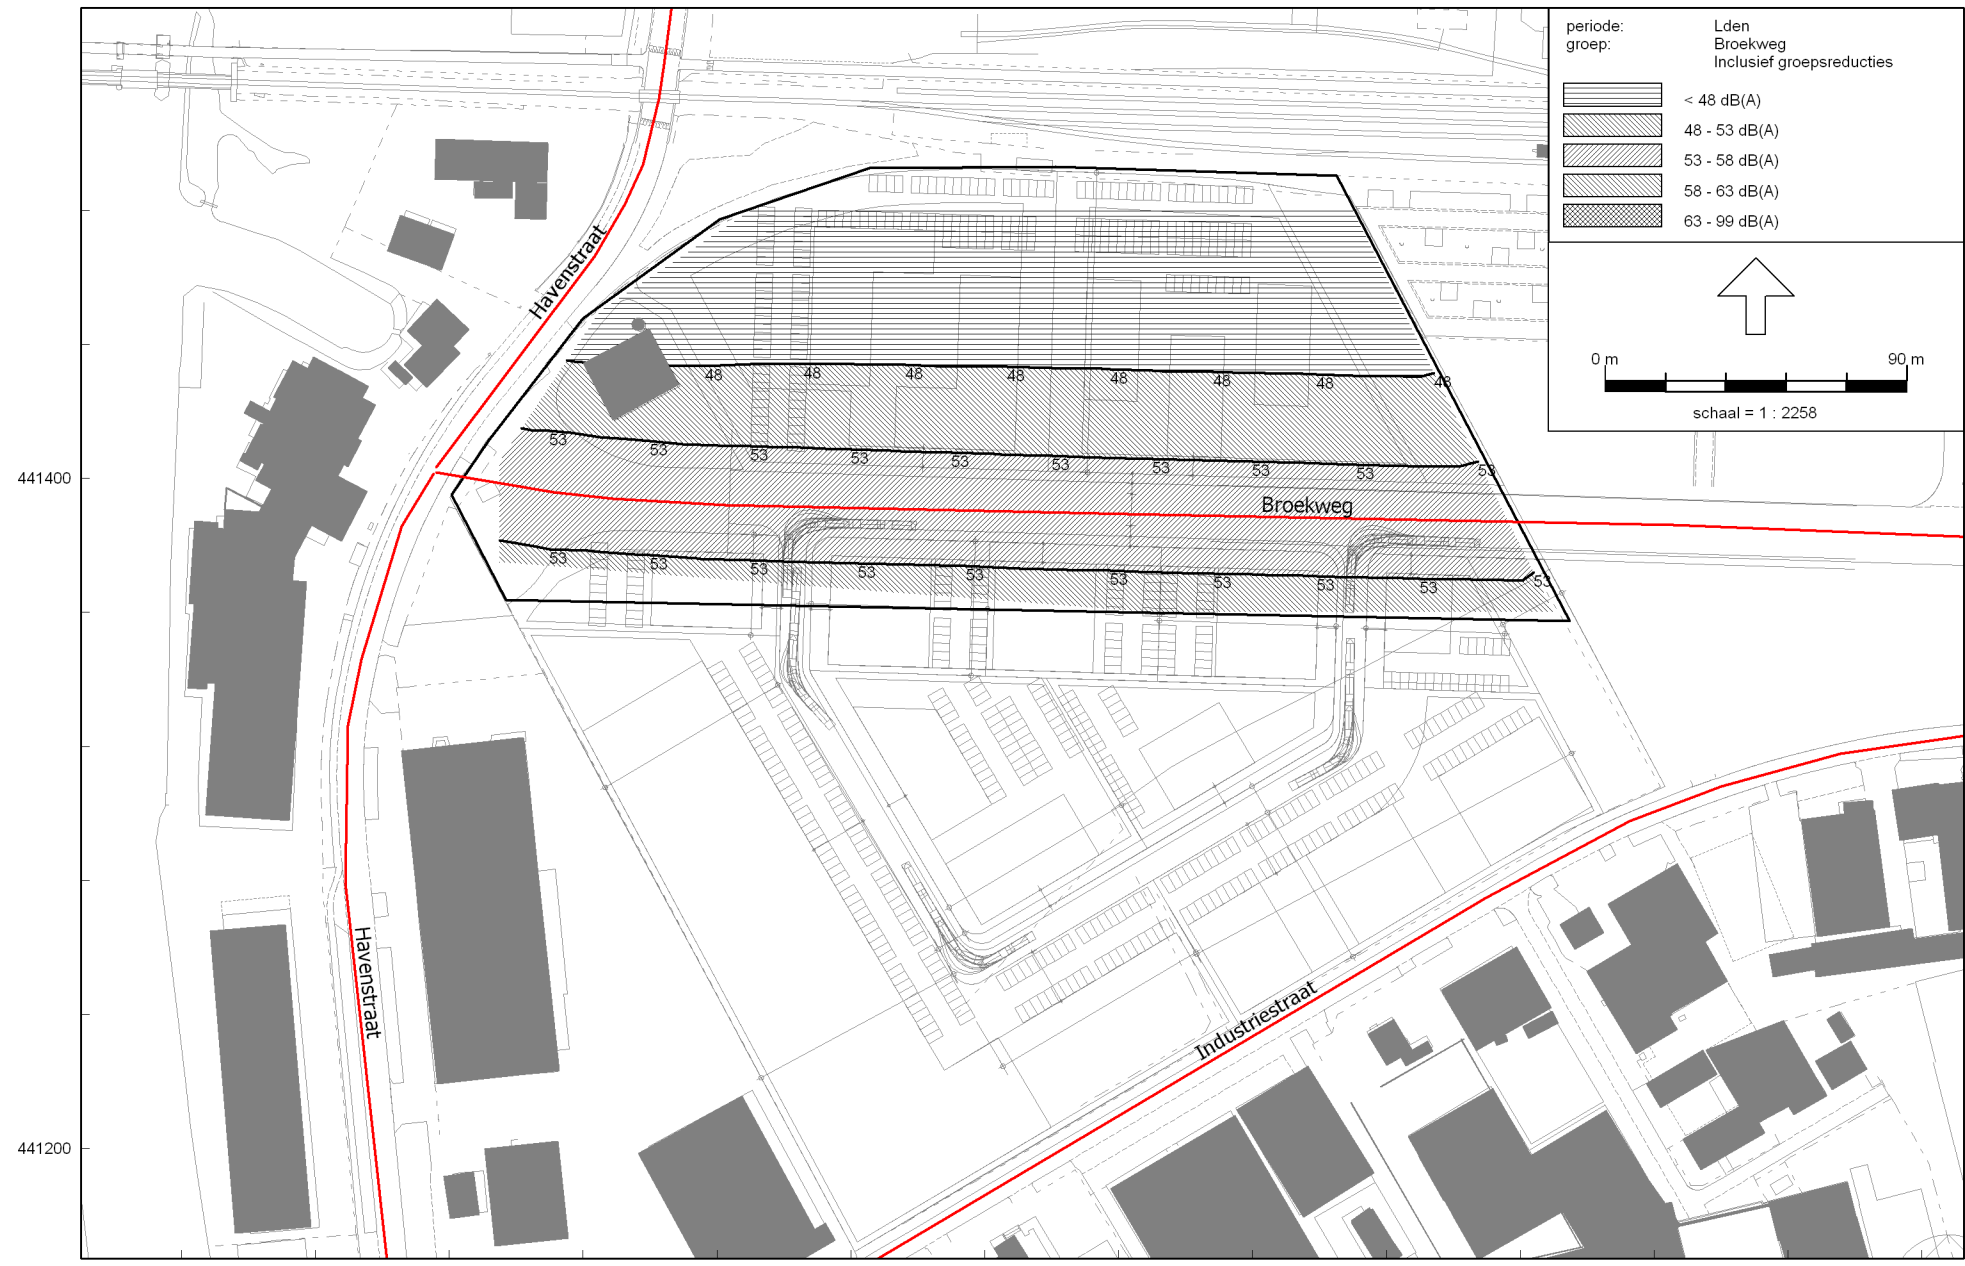 periode: Lden
groep: Broekweg
Inclusief groepsreducties
< 48 dB(A)
48 - 53 dB(A)
53 - 58 dB(A)
58 - 63 dB(A)
63 - 99 dB(A)
0 m 90 m
schaal = 1 : 2258
Havenstraat
48 48 48 48 48 48 48 48
53 53 53 53 53 53 53 53 53 53
441400
Broekweg
53 53 53 53 53 53 53 53 53 53
Havenstraat
Industriestraat
441200